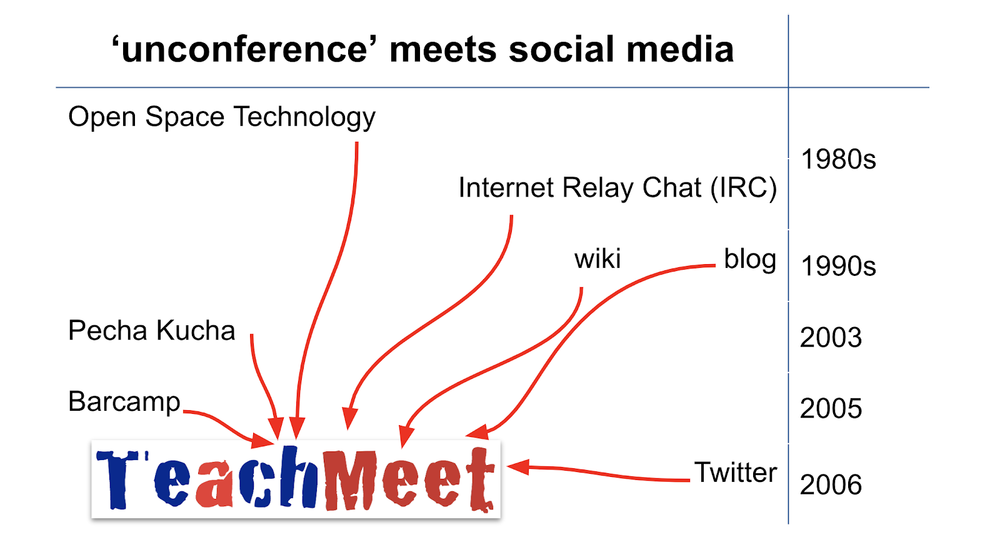 ‘unconference’ meets social media
Open Space Technology
1980s
Internet Relay Chat (IRC)
wiki
blog
1990s
Pecha Kucha
2003
Barcamp
2005
TeachMeet
Twitter
2006